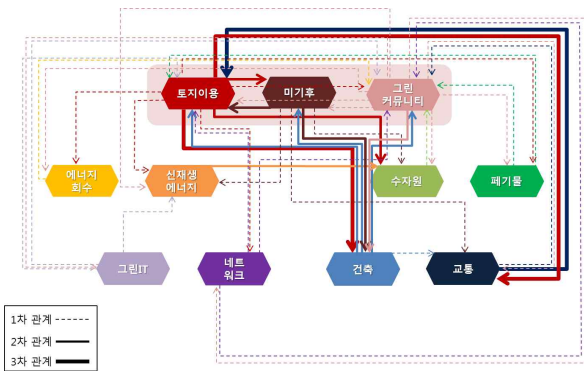 토지이용
미기후
그린
커뮤니티
에너지
회수
신재생
에너지
수자원
폐기물
그린IT
네트
워크
건축
교통
1차 관계
2차 관계
3차 관계